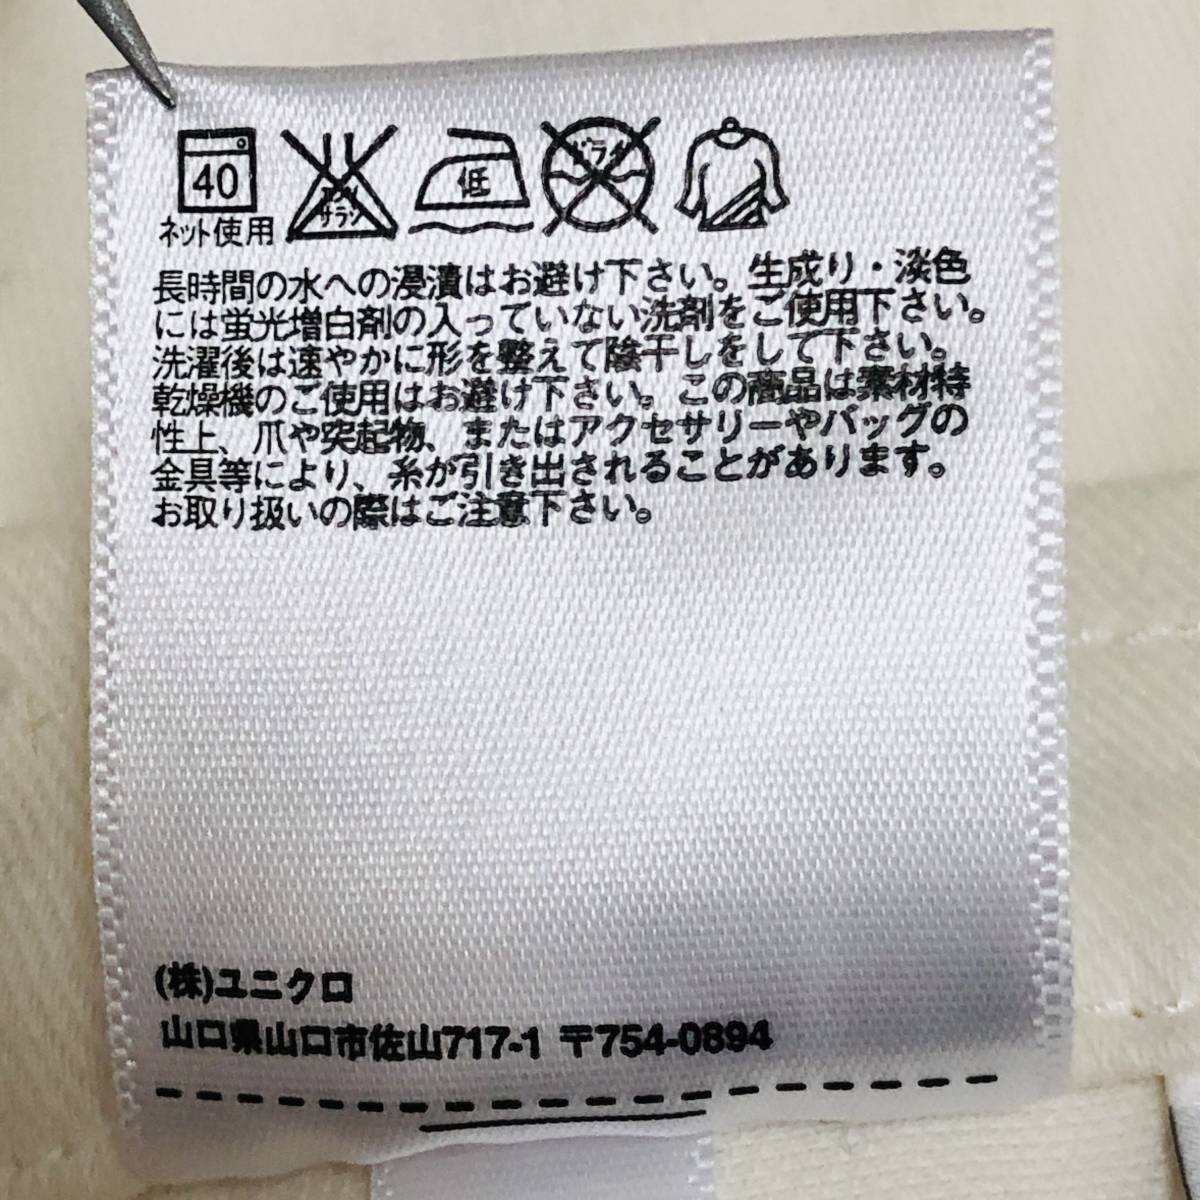 40
ネット使用
エンソ
サラシ
低
ドライ
長時間の水への浸漬はお避け下さい。生成り・淡色
には蛍光増白剤の入っていない洗剤をご使用下さい。
洗濯後は速やかに形を整えて陰干しをして下さい。
乾燥機のご使用はお避け下さい。この商品は素材特
性上、爪や突起物、またはアクセサリーやバッグの
金具等により、糸が引き出されることがあります。
お取り扱いの際はご注意下さい。
(株)ユニクロ
山口県山口市佐山717-1 〒754-0894